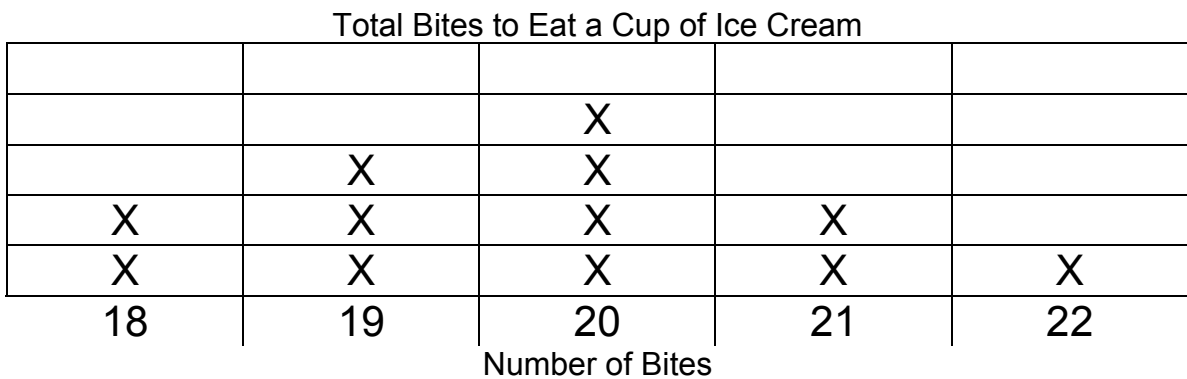 Total Bites to Eat a Cup of Ice Cream
X
X X
X X X X
X X X X X
18 19 20 21 22
Number of Bites